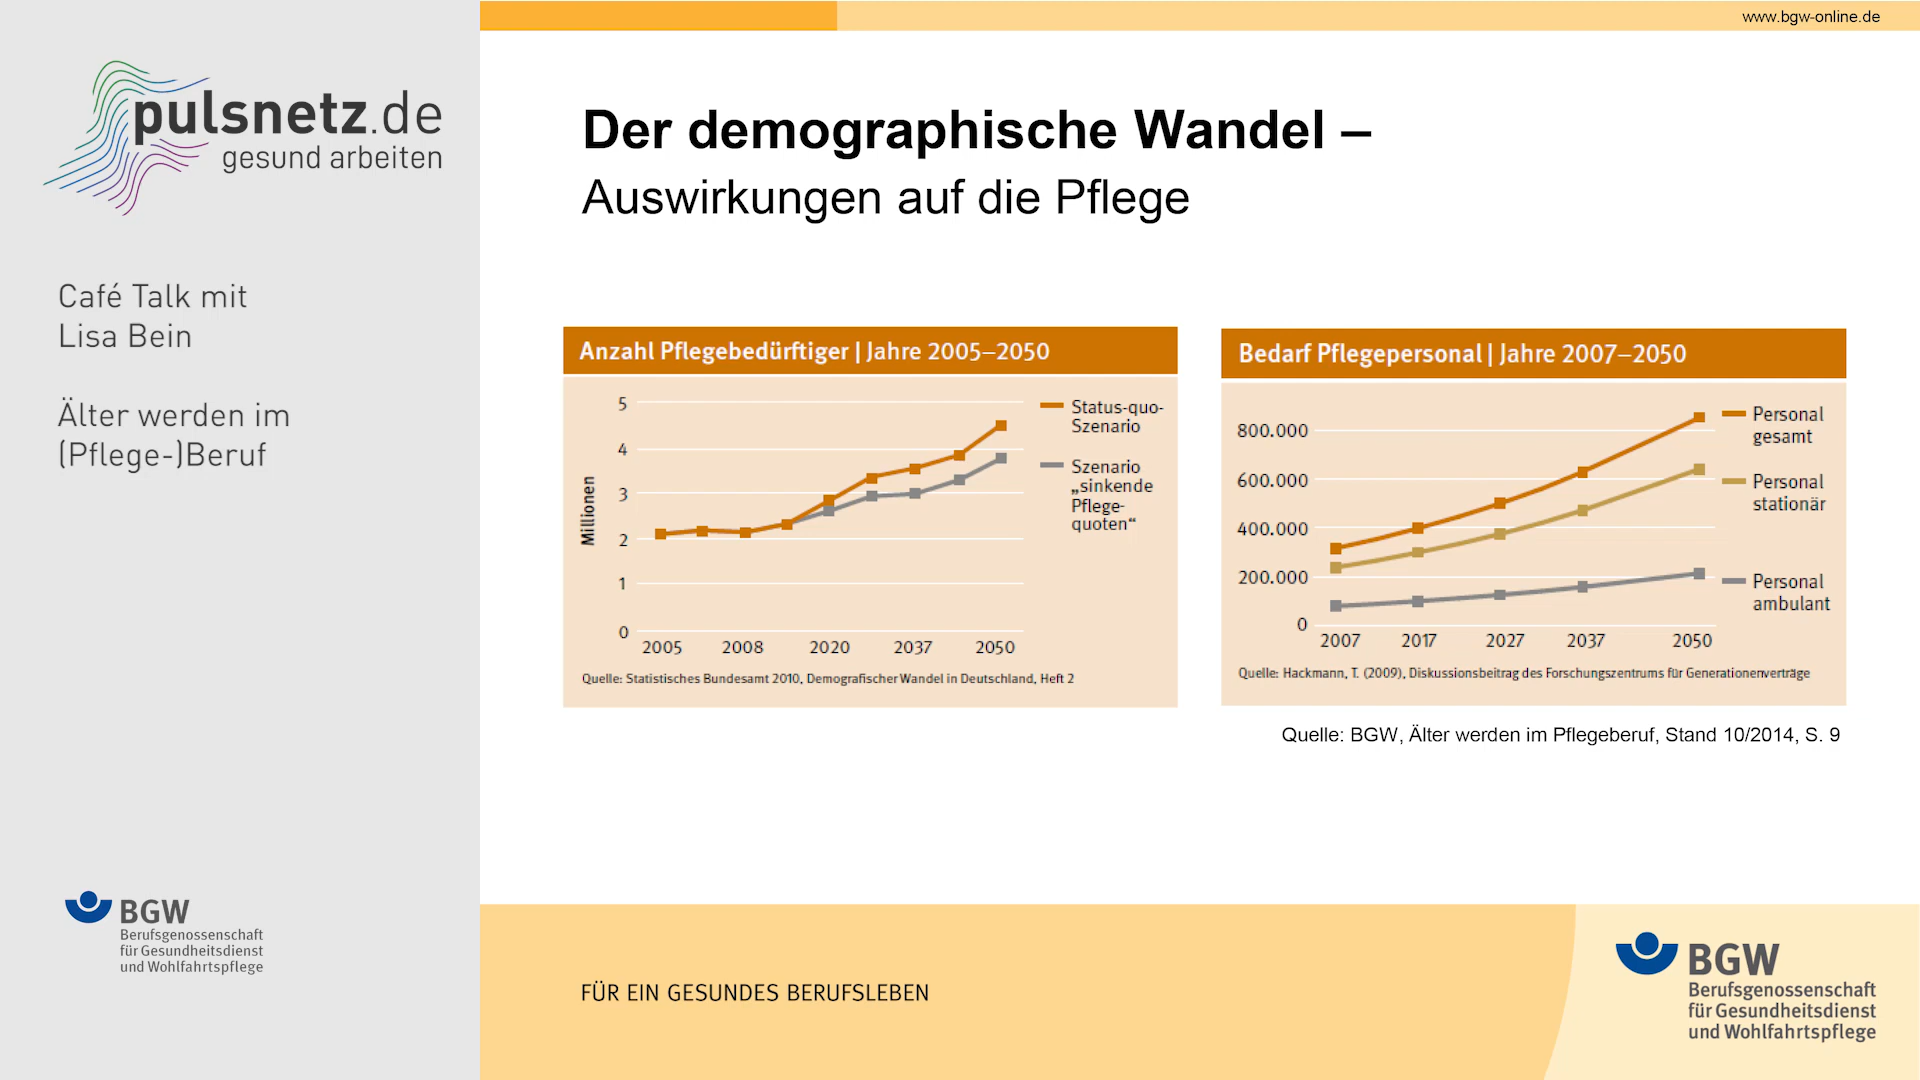 www.bgw-online.de
pulsnetz.de
gesund arbeiten
Café Talk mit
Lisa Bein
Älter werden im
(Pflege-)Beruf
BGW
Berufsgenossenschaft
für Gesundheitsdienst
und Wohlfahrtspflege
Der demographische Wandel –
Auswirkungen auf die Pflege
Anzahl Pflegebedürftiger | Jahre 2005–2050
Millionen
5
4
3
2
1
0
2005 2008 2020 2037 2050
Status-quo-
Szenario
Szenario
„sinkende
Pflege-
quoten“
Quelle: Statistisches Bundesamt 2010, Demografischer Wandel in Deutschland, Heft 2
Bedarf Pflegepersonal | Jahre 2007–2050
800.000
600.000
400.000
200.000
0
2007 2017 2027 2037 2050
Personal
gesamt
Personal
stationär
Personal
ambulant
Quelle: Hackmann, T. (2009), Diskussionsbeitrag des Forschungszentrums für Generationenverträge
Quelle: BGW, Älter werden im Pflegeberuf, Stand 10/2014, S. 9
FÜR EIN GESUNDES BERUFSLEBEN
BGW
Berufsgenossenschaft
für Gesundheitsdienst
und Wohlfahrtspflege